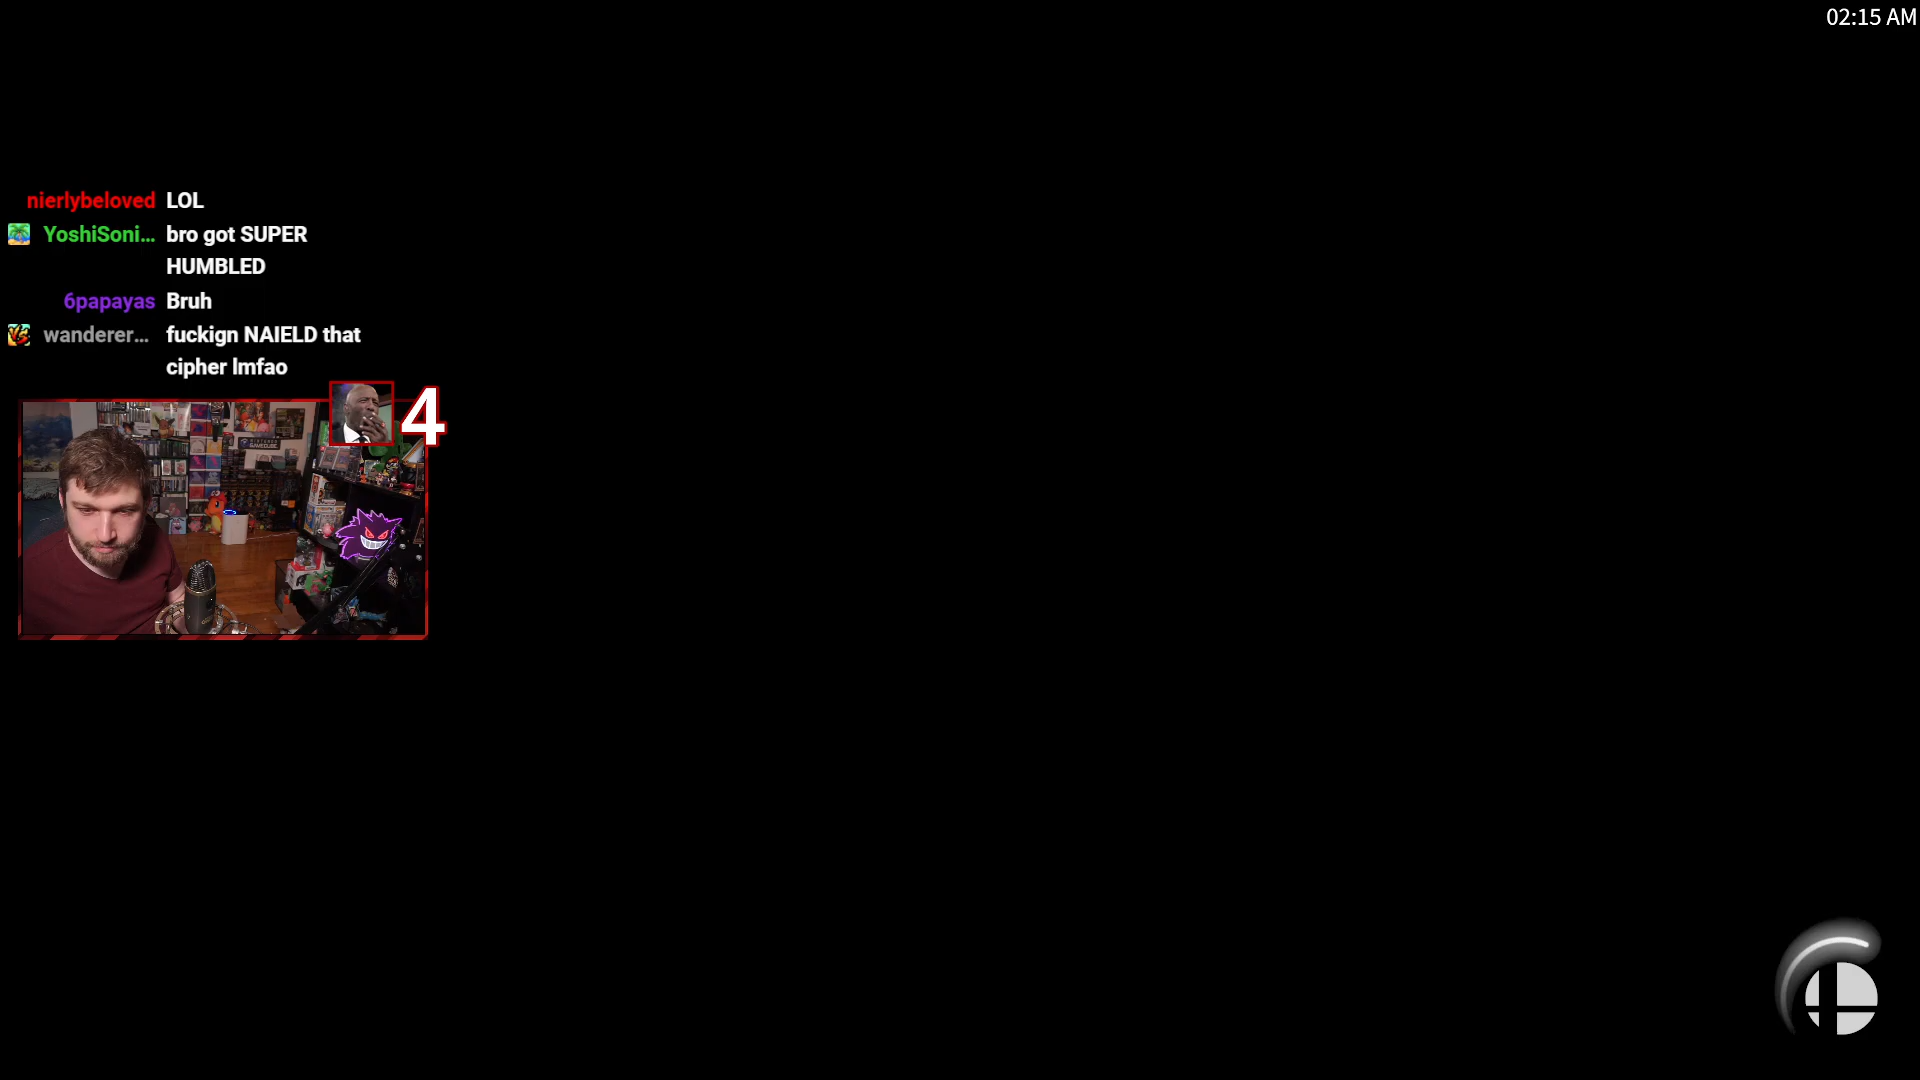 02:15 AM
nierlybeloved LOL
YoshiSoni... bro got SUPER
HUMBLED
6papayas Bruh
wanderer... fuckign NAIELD that
cipher lmfao
4